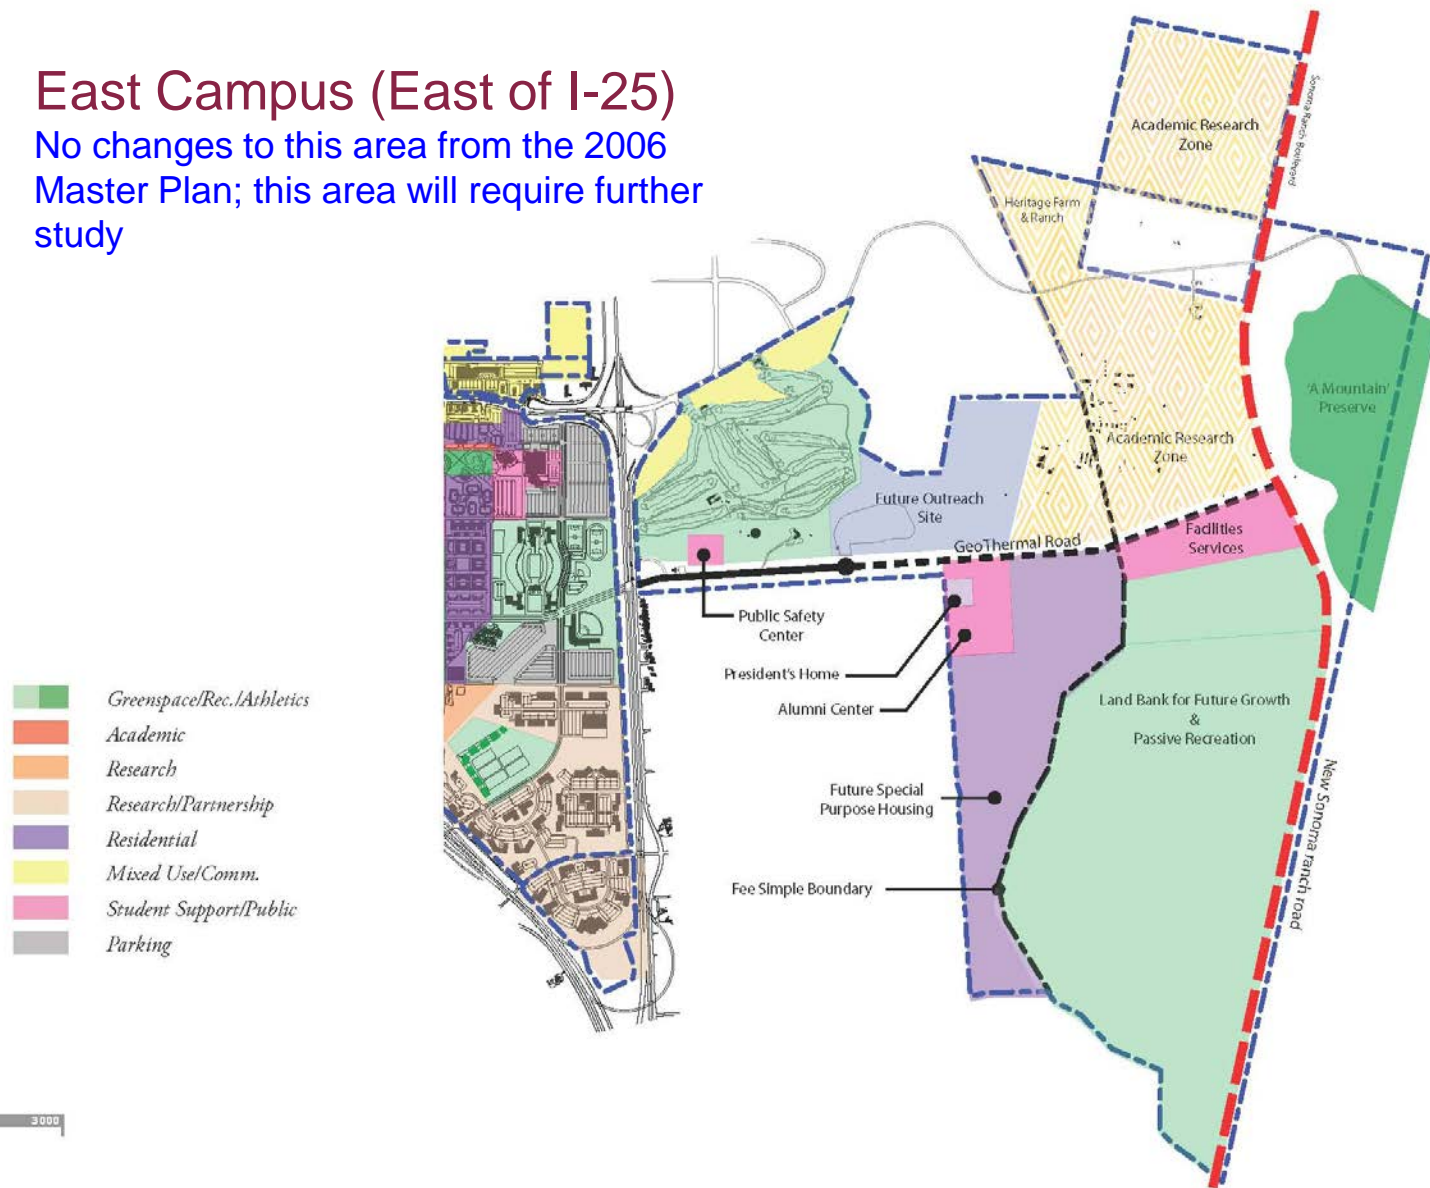 East Campus (East of I-25)
No changes to this area from the 2006
Master Plan; this area will require further
study
Sonoma Ranch Boulevard
Academic Research
Zone
Heritage Farm
& Ranch
'A Mountain'
Preserve
Academic Research
Zone
Future Outreach
Site
GeoThermal Road
Facilities
Services
Public Safety
Center
President's Home
Alumni Center
Land Bank for Future Growth
&
Passive Recreation
Future Special
Purpose Housing
New Sonoma ranch road
Fee Simple Boundary
Greenspace/Rec./Athletics
Academic
Research
Research/Partnership
Residential
Mixed Use/Comm.
Student Support/Public
Parking
3000